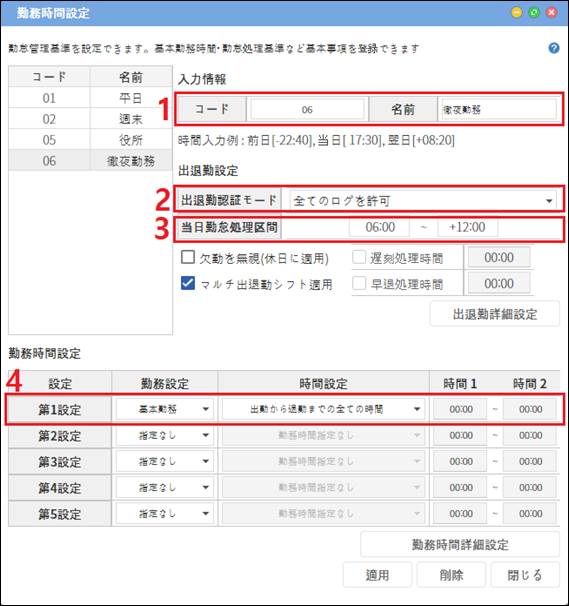 勤務時間設定
勤怠管理基準を設定できます。基本勤務時間･勤怠処理基準など基本事項を登録できます ?
コード 名前
01 平日
02 週末
05 役所
06 徹夜勤務
入力情報
1 コード 06 名前 徹夜勤務
時間入力例 : 前日[-22:40], 当日[ 17:30], 翌日[+08:20]
出退勤設定
2 出退勤認証モード 全てのログを許可
3 当日勤怠処理区間 06:00 ~ +12:00
欠勤を無視(休日に適用) 遅刻処理時間 00:00
マルチ出退勤シフト適用 早退処理時間 00:00
出退勤詳細設定
勤務時間設定
4
設定 勤務設定 時間設定 時間 1 時間 2
第1設定 基本勤務 出勤から退勤までの全ての時間 00:00 ~ 00:00
第2設定 指定なし 勤務時間指定なし 00:00 ~ 00:00
第3設定 指定なし 勤務時間指定なし 00:00 ~ 00:00
第4設定 指定なし 勤務時間指定なし 00:00 ~ 00:00
第5設定 指定なし 勤務時間指定なし 00:00 ~ 00:00
勤務時間詳細設定
適用 削除 閉じる